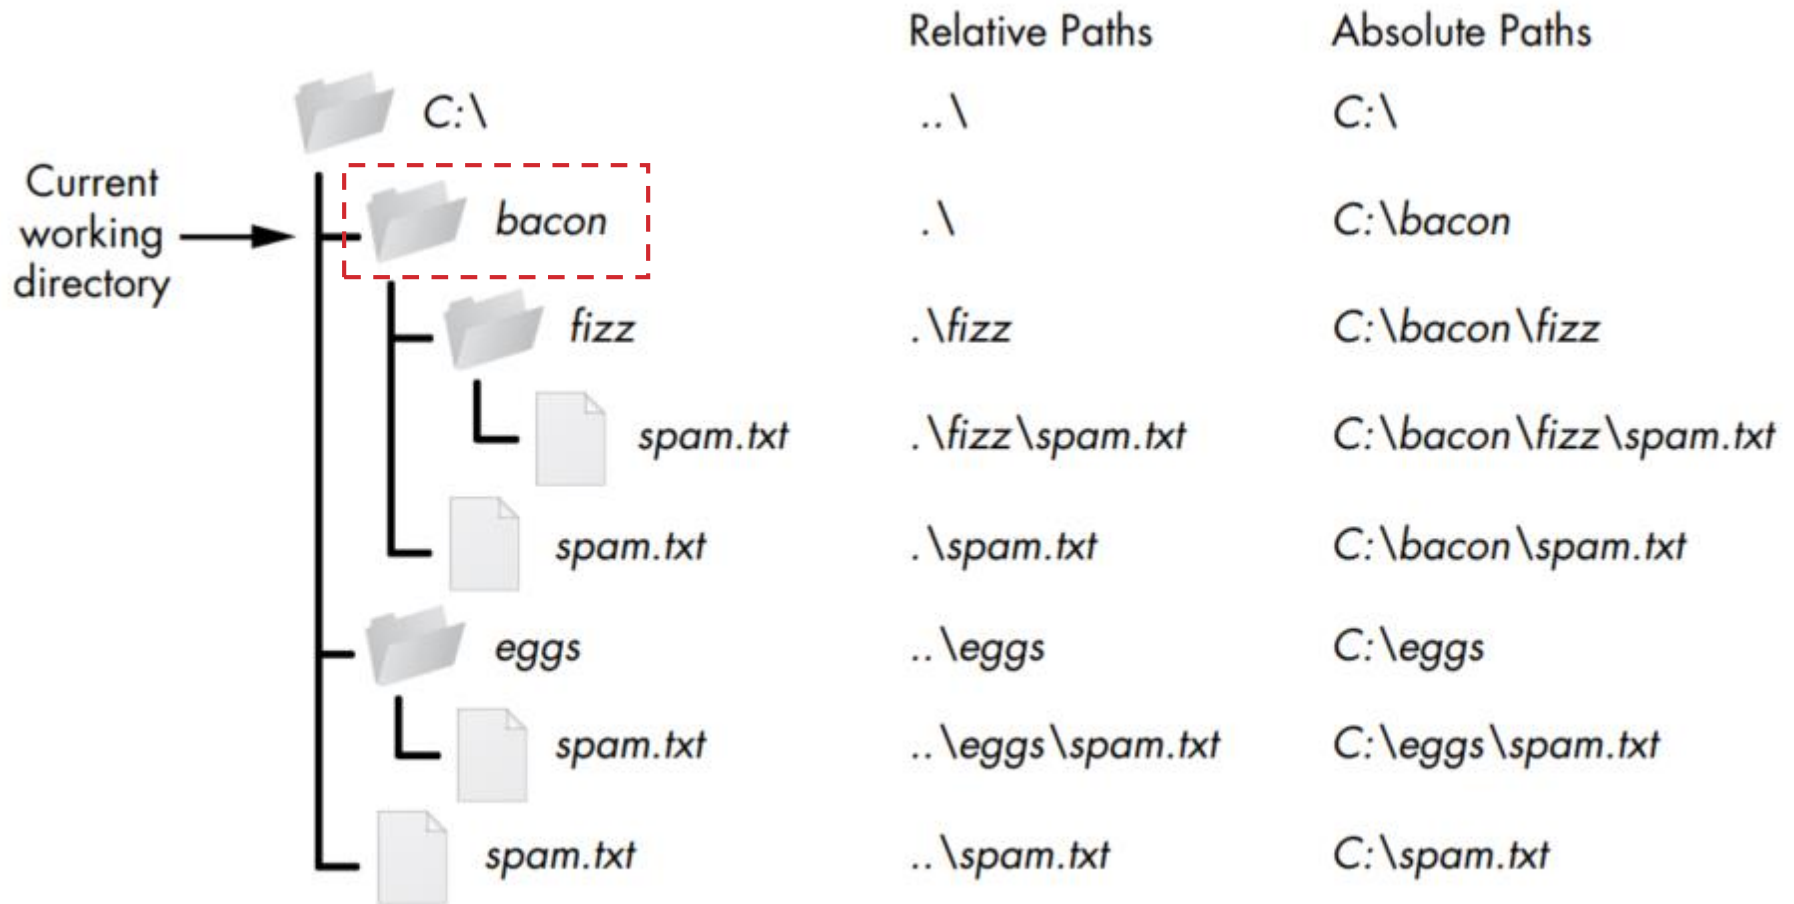 Relative Paths Absolute Paths
C:\ ..\ C:\
Current
working
directory
bacon .\ C:\bacon
fizz .\fizz C:\bacon\fizz
spam.txt .\fizz\spam.txt C:\bacon\fizz\spam.txt
spam.txt .\spam.txt C:\bacon\spam.txt
eggs ..\eggs C:\eggs
spam.txt ..\eggs\spam.txt C:\eggs\spam.txt
spam.txt ..\spam.txt C:\spam.txt